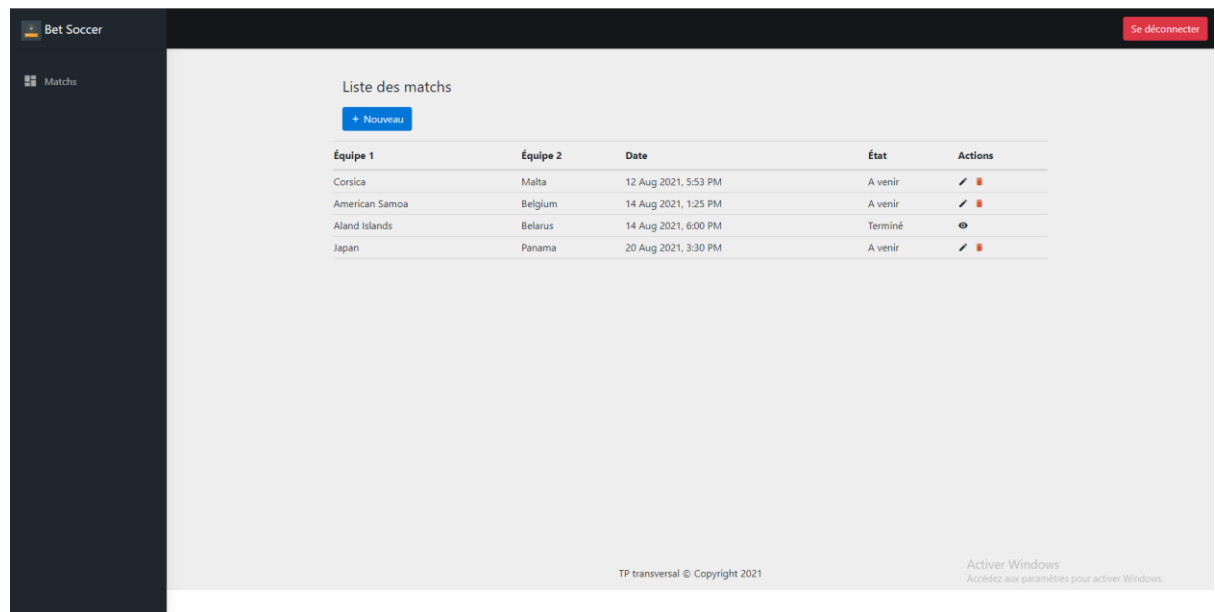 Bet Soccer
Se déconnecter
Matchs
Liste des matchs
+ Nouveau
Équipe 1 Équipe 2 Date État Actions
Corsica Malta 12 Aug 2021, 5:53 PM A venir
American Samoa Belgium 14 Aug 2021, 1:25 PM A venir
Aland Islands Belarus 14 Aug 2021, 6:00 PM Terminé
Japan Panama 20 Aug 2021, 3:30 PM A venir
TP transversal © Copyright 2021
Activer Windows
Accédez aux paramètres pour activer Windows.